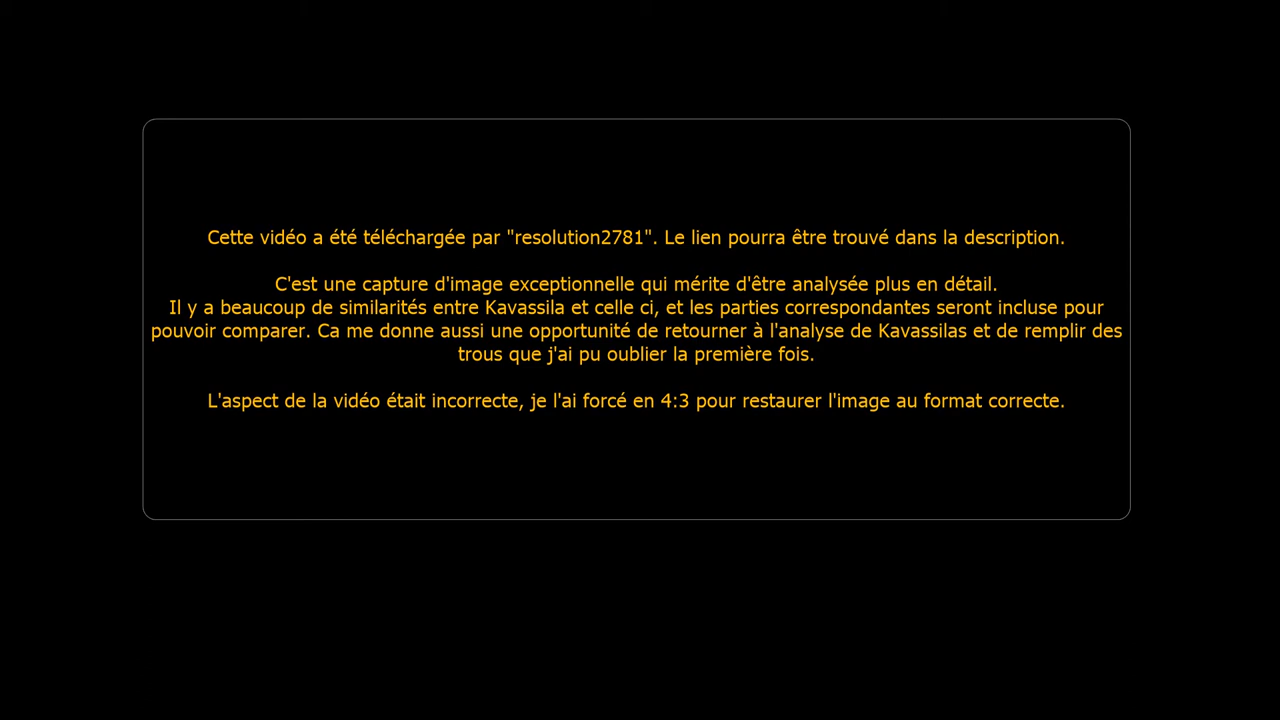 Cette vidéo a été téléchargée par "resolution2781". Le lien pourra être trouvé dans la description.
C'est une capture d'image exceptionnelle qui mérite d'être analysée plus en détail.
Il y a beaucoup de similarités entre Kavassila et celle ci, et les parties correspondantes seront incluse pour
pouvoir comparer. Ca me donne aussi une opportunité de retourner à l'analyse de Kavassilas et de remplir des
trous que j'ai pu oublier la première fois.
L'aspect de la vidéo était incorrecte, je l'ai forcé en 4:3 pour restaurer l'image au format correcte.